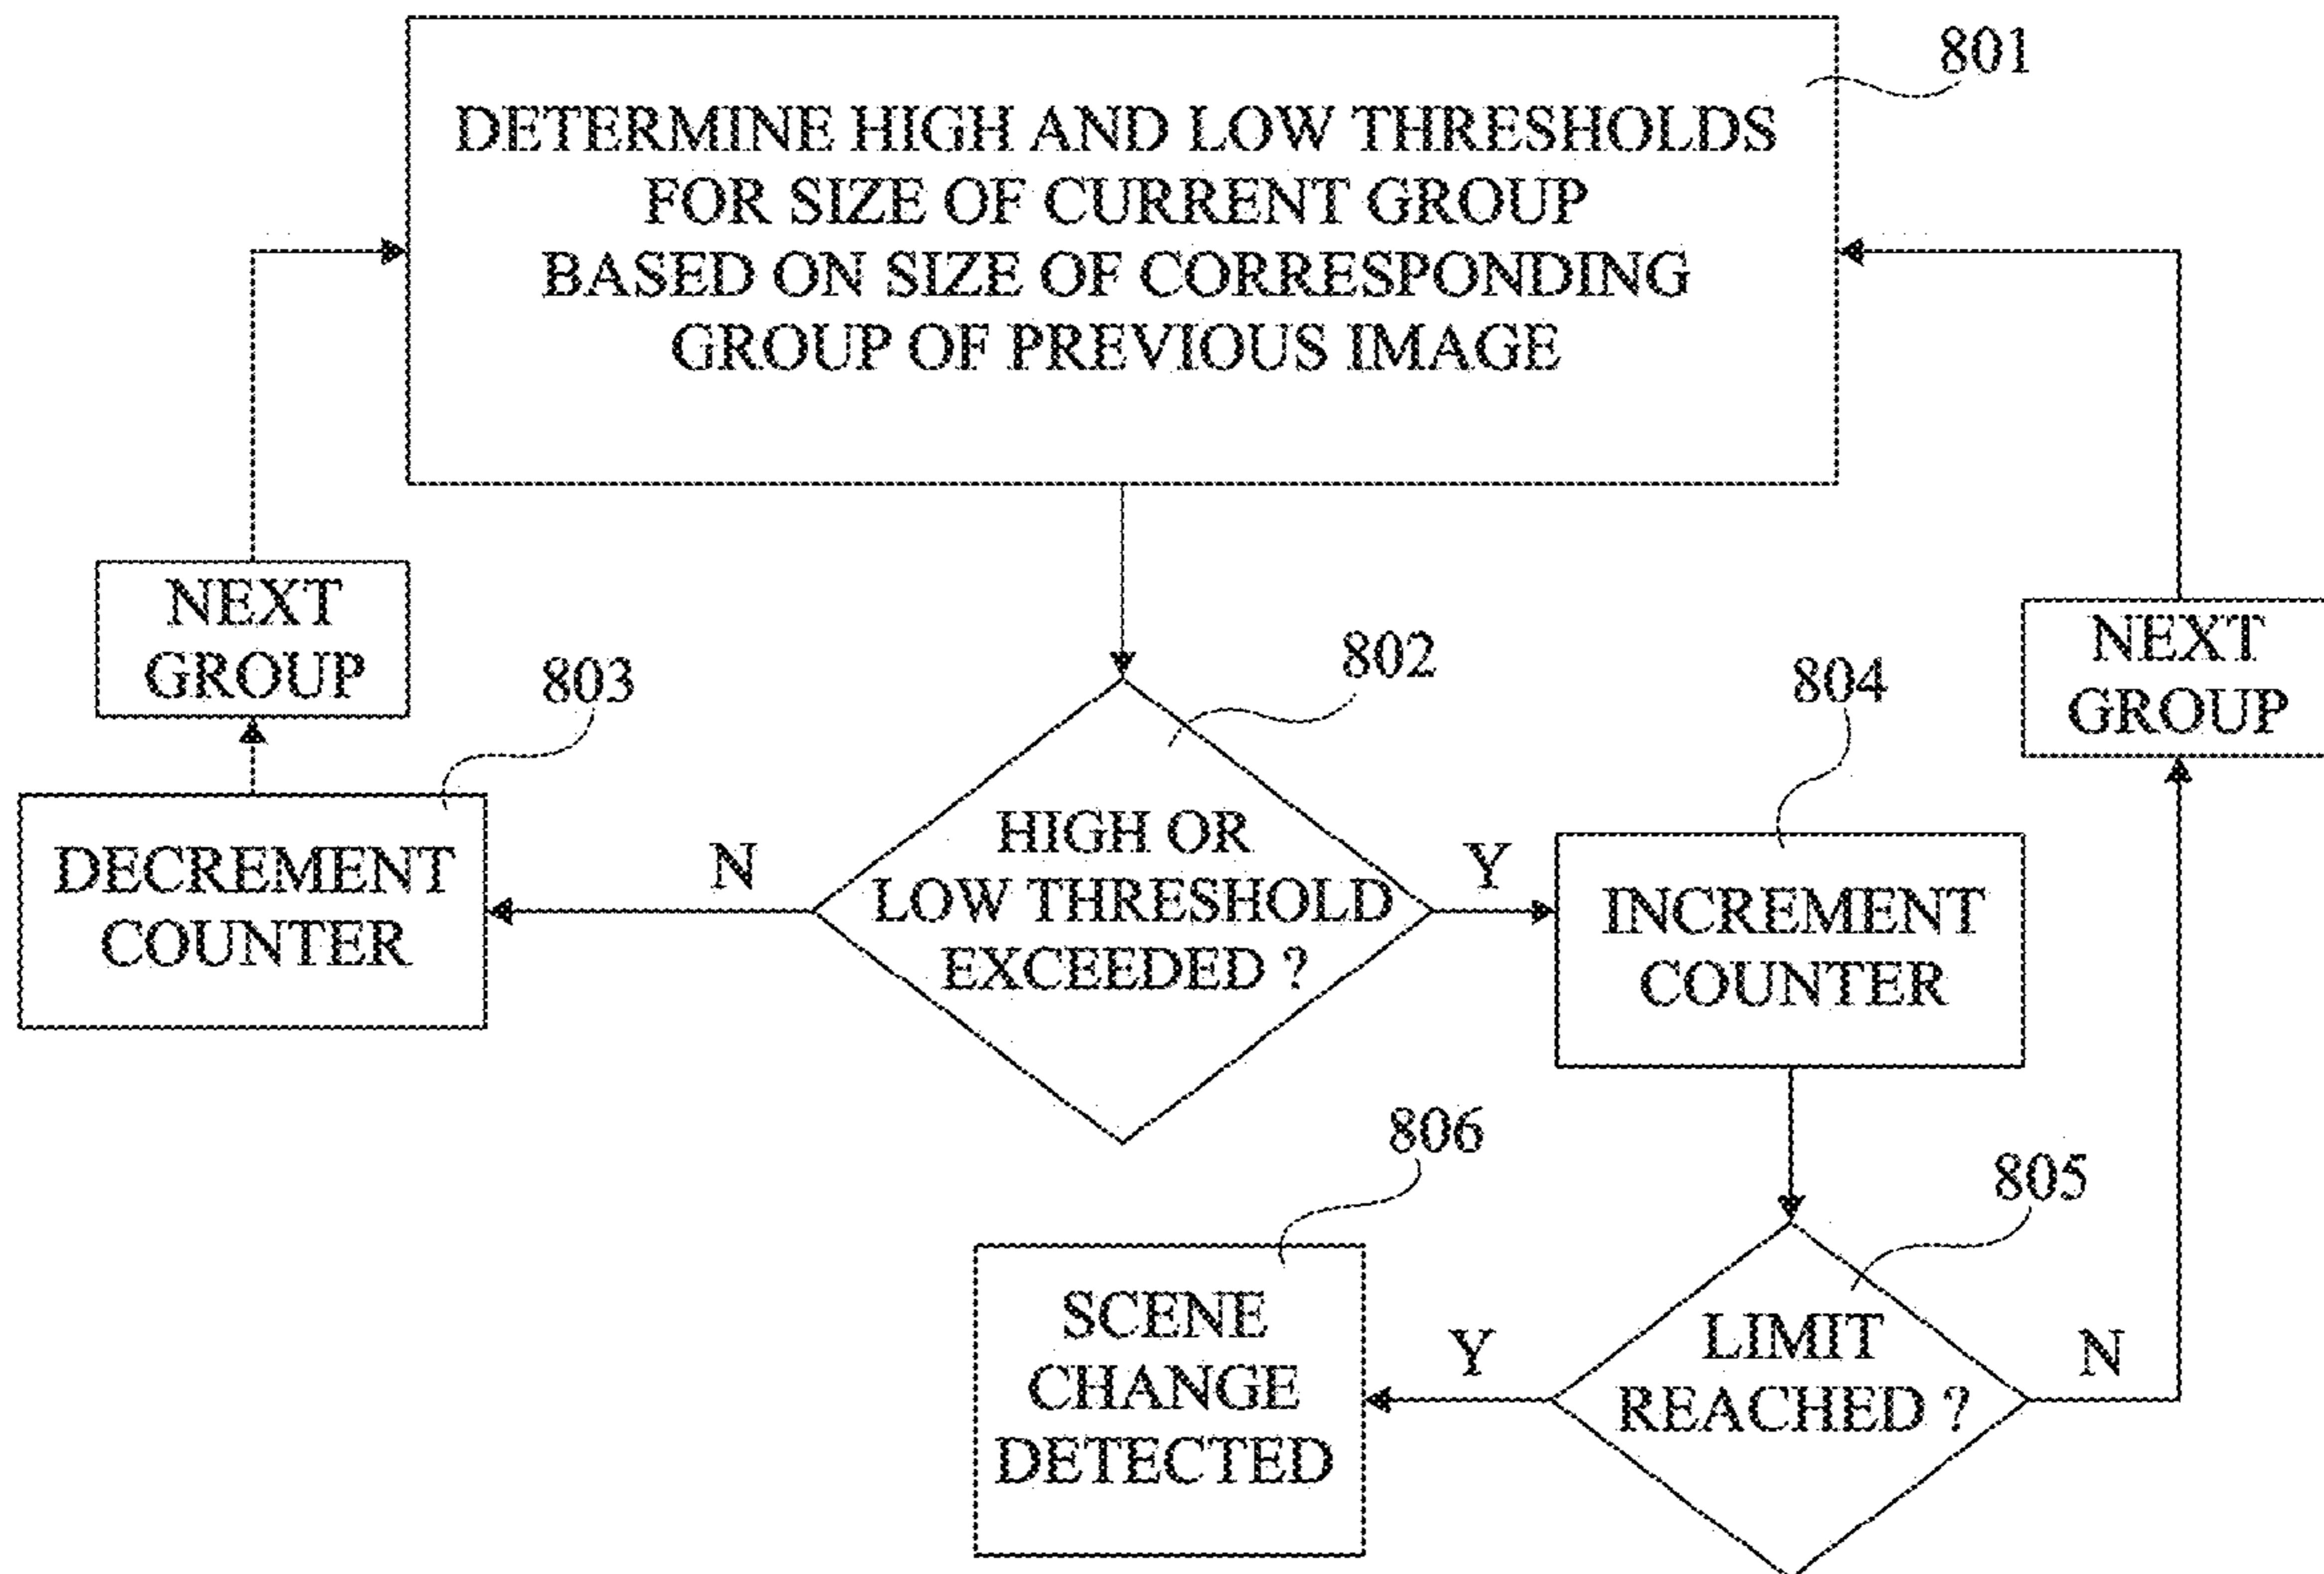 801
DETERMINE HIGH AND LOW THRESHOLDS
FOR SIZE OF CURRENT GROUP
BASED ON SIZE OF CORRESPONDING
GROUP OF PREVIOUS IMAGE
NEXT
GROUP
803
802
804
NEXT
GROUP
DECREMENT
COUNTER
N
HIGH OR
LOW THRESHOLD
EXCEEDED ?
Y
INCREMENT
COUNTER
806
805
SCENE
CHANGE
DETECTED
Y
LIMIT
REACHED ?
N